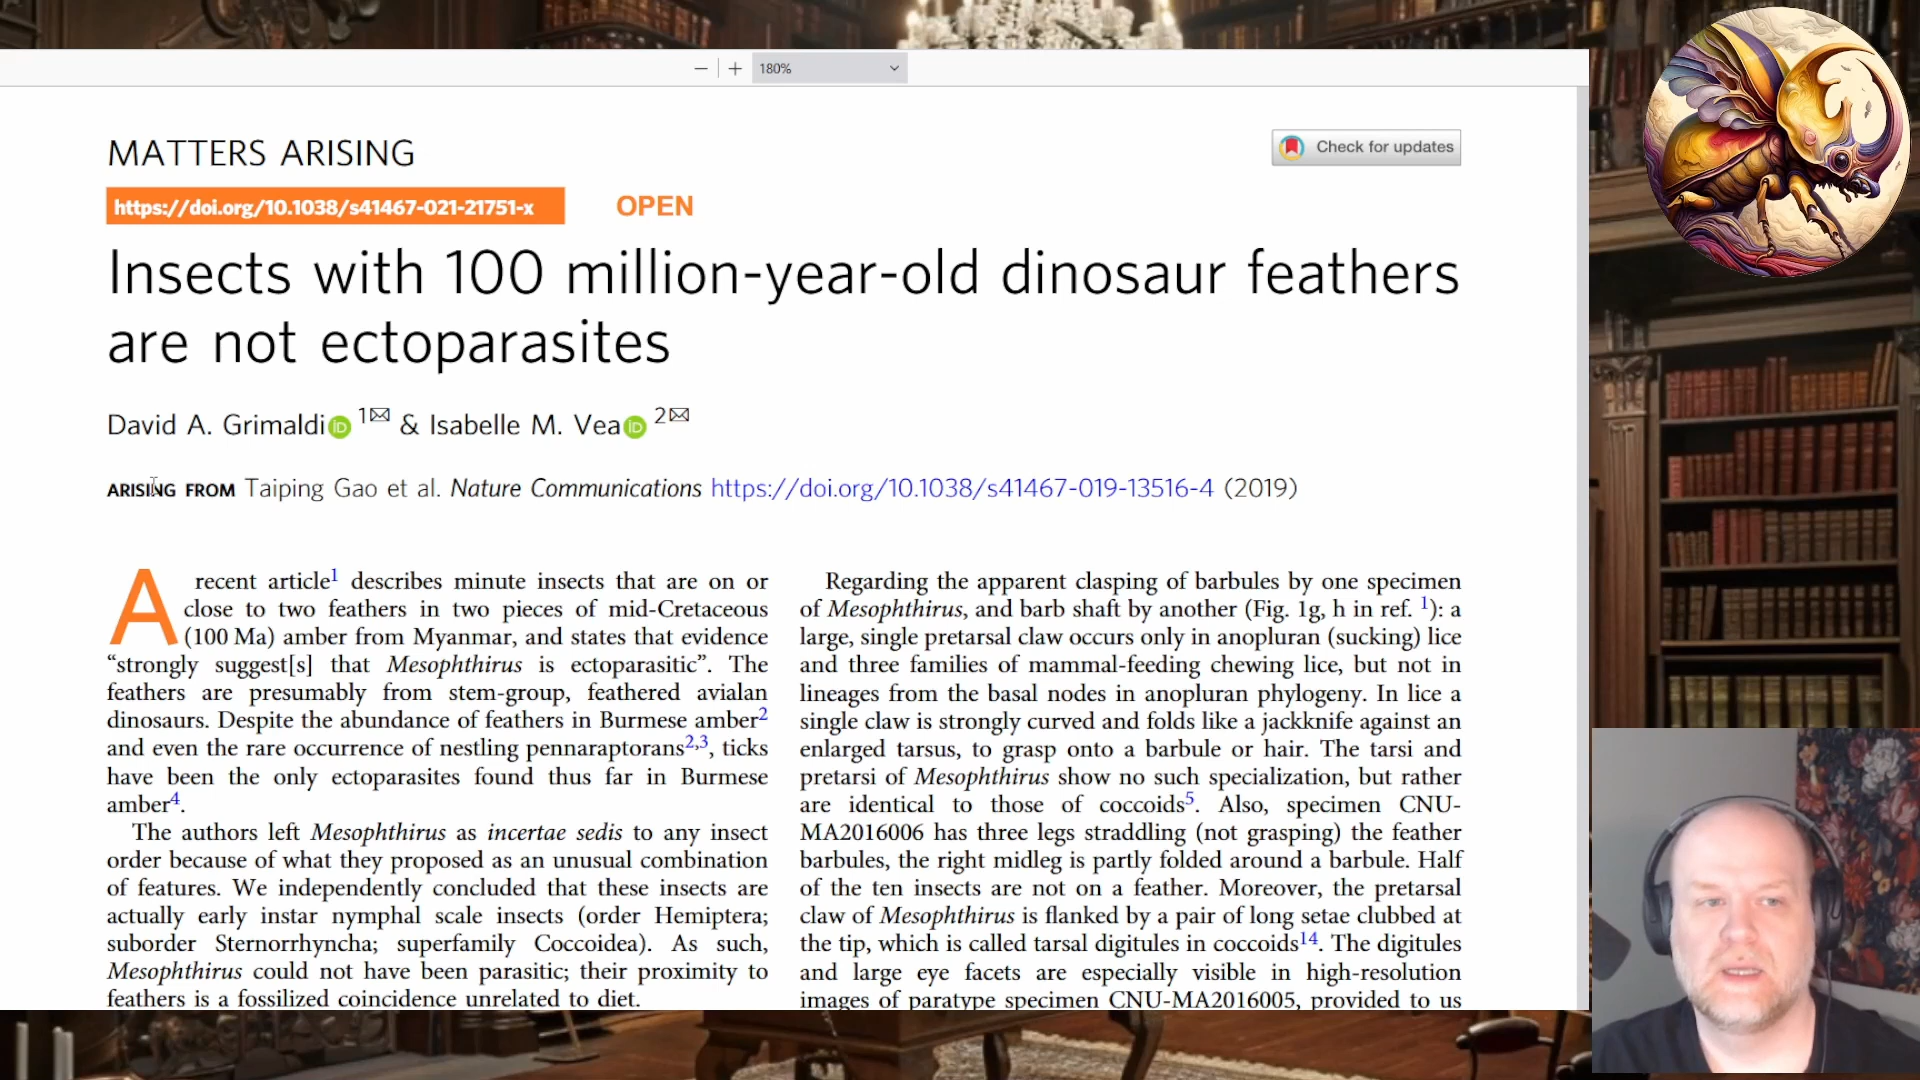 180%
MATTERS ARISING
Check for updates
https://doi.org/10.1038/s41467-021-21751-x
OPEN
Insects with 100 million-year-old dinosaur feathers
are not ectoparasites
David A. Grimaldi iD 1✉ & Isabelle M. Vea iD 2✉
ARISING FROM Taiping Gao et al. Nature Communications https://doi.org/10.1038/s41467-019-13516-4 (2019)
A recent article1 describes minute insects that are on or
close to two feathers in two pieces of mid-Cretaceous
(100 Ma) amber from Myanmar, and states that evidence
“strongly suggest[s] that Mesophthirus is ectoparasitic”. The
feathers are presumably from stem-group, feathered avialan
dinosaurs. Despite the abundance of feathers in Burmese amber2
and even the rare occurrence of nestling pennaraptorans2,3, ticks
have been the only ectoparasites found thus far in Burmese
amber4.
The authors left Mesophthirus as incertae sedis to any insect
order because of what they proposed as an unusual combination
of features. We independently concluded that these insects are
actually early instar nymphal scale insects (order Hemiptera;
suborder Sternorrhyncha; superfamily Coccoidea). As such,
Mesophthirus could not have been parasitic; their proximity to
feathers is a fossilized coincidence unrelated to diet.
Regarding the apparent clasping of barbules by one specimen
of Mesophthirus, and barb shaft by another (Fig. 1g, h in ref. 1): a
large, single pretarsal claw occurs only in anopluran (sucking) lice
and three families of mammal-feeding chewing lice, but not in
lineages from the basal nodes in anopluran phylogeny. In lice a
single claw is strongly curved and folds like a jackknife against an
enlarged tarsus, to grasp onto a barbule or hair. The tarsi and
pretarsi of Mesophthirus show no such specialization, but rather
are identical to those of coccoids5. Also, specimen CNU-
MA2016006 has three legs straddling (not grasping) the feather
barbules, the right midleg is partly folded around a barbule. Half
of the ten insects are not on a feather. Moreover, the pretarsal
claw of Mesophthirus is flanked by a pair of long setae clubbed at
the tip, which is called tarsal digitules in coccoids14. The digitules
and large eye facets are especially visible in high-resolution
images of paratype specimen CNU-MA2016005, provided to us